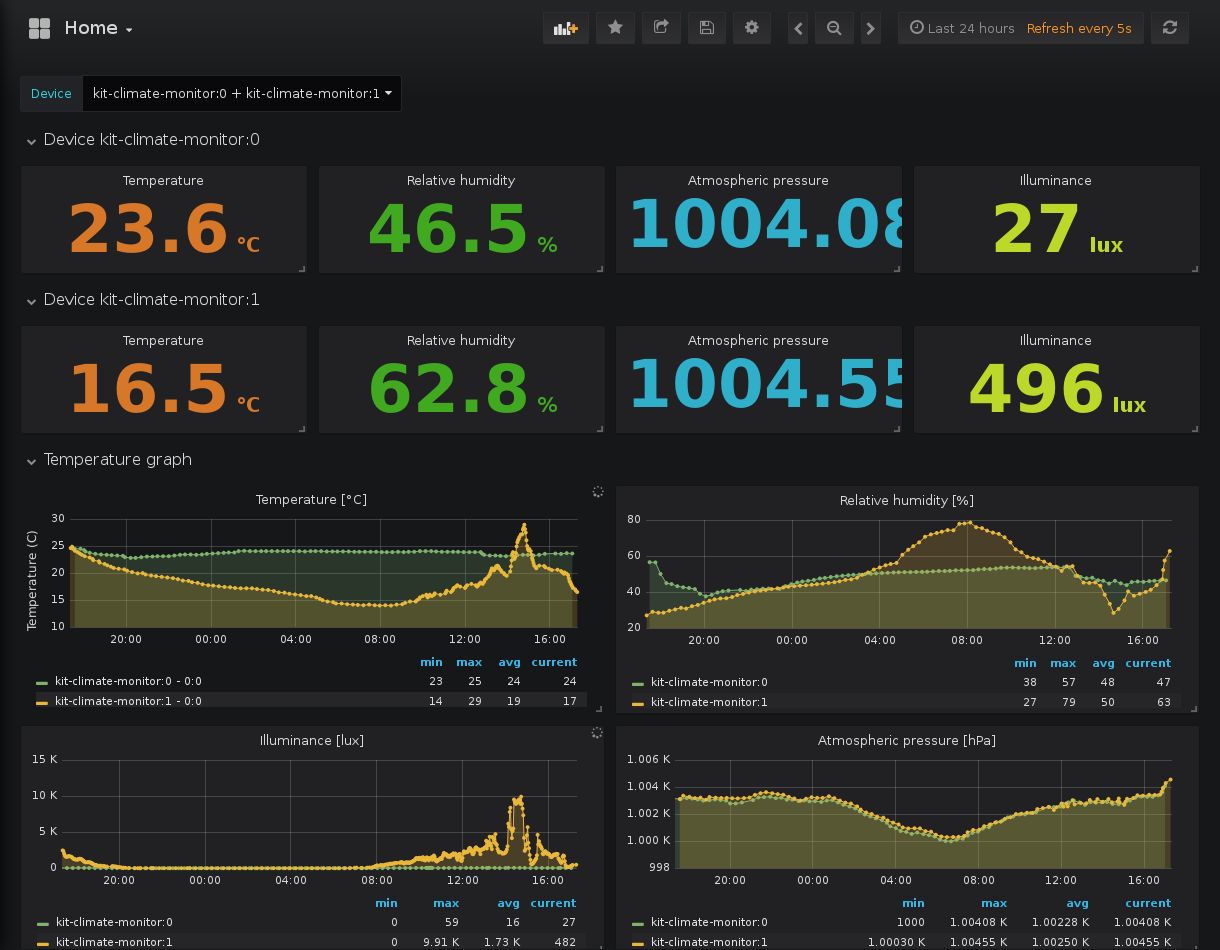 Home
Last 24 hours Refresh every 5s
Device kit-climate-monitor:0 + kit-climate-monitor:1
Device kit-climate-monitor:0
Temperature Relative humidity Atmospheric pressure Illuminance
23.6 °C 46.5 % 1004.08 27 lux
Device kit-climate-monitor:1
Temperature Relative humidity Atmospheric pressure Illuminance
16.5 °C 62.8 % 1004.55 496 lux
Temperature graph
Temperature [°C]
Temperature (C)
30
25
20
15
10
20:00 00:00 04:00 08:00 12:00 16:00
min max avg current
kit-climate-monitor:0 - 0:0 23 25 24 24
kit-climate-monitor:1 - 0:0 14 29 19 17
Relative humidity [%]
80
60
40
20
20:00 00:00 04:00 08:00 12:00 16:00
min max avg current
kit-climate-monitor:0 38 57 48 47
kit-climate-monitor:1 27 79 50 63
Illuminance [lux]
15 K
10 K
5 K
0
20:00 00:00 04:00 08:00 12:00 16:00
min max avg current
kit-climate-monitor:0 0 59 16 27
kit-climate-monitor:1 0 9.91 K 1.73 K 482
Atmospheric pressure [hPa]
1.006 K
1.004 K
1.002 K
1.000 K
998
20:00 00:00 04:00 08:00 12:00 16:00
min max avg current
kit-climate-monitor:0 1000 1.00408 K 1.00228 K 1.00408 K
kit-climate-monitor:1 1.00030 K 1.00455 K 1.00250 K 1.00455 K